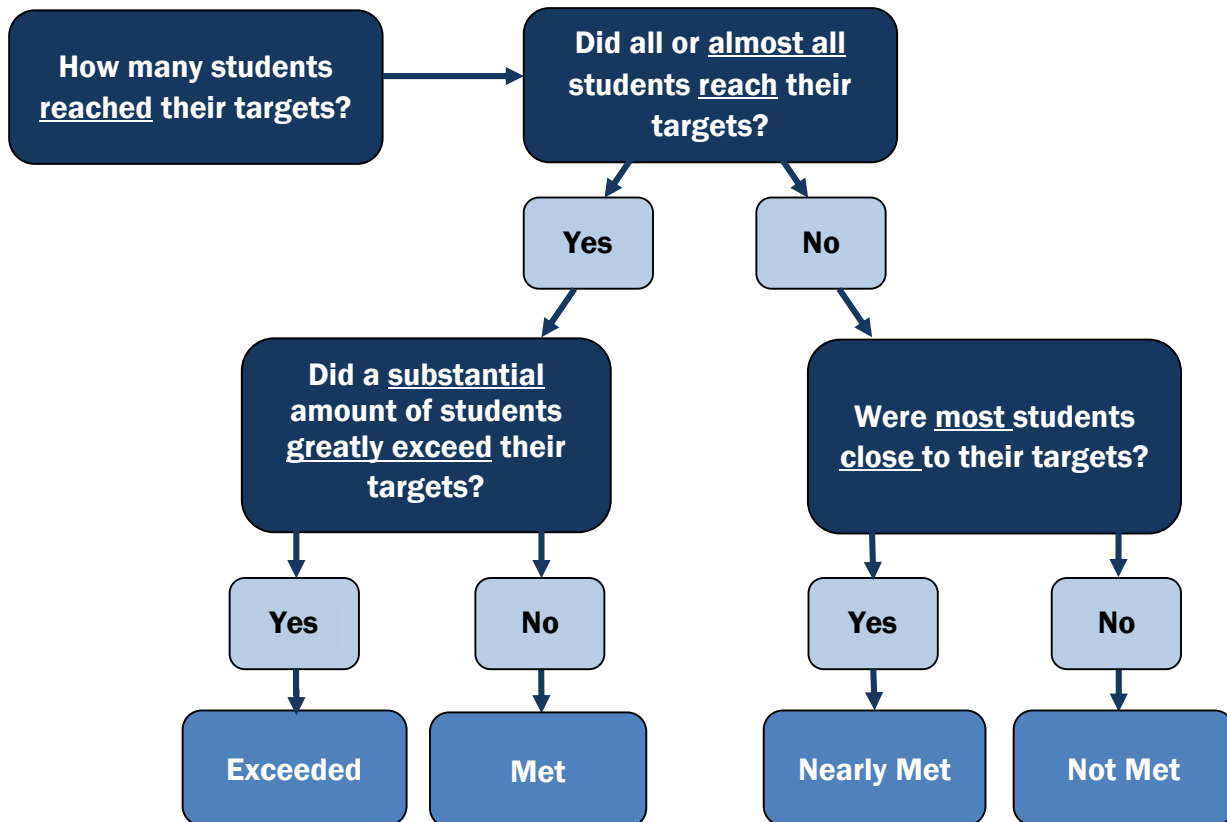 How many students
reached their targets?
Did all or almost all
students reach their
targets?
Yes
No
Did a substantial
amount of students
greatly exceed their
targets?
Were most students
close to their targets?
Yes
No
Yes
No
Exceeded
Met
Nearly Met
Not Met